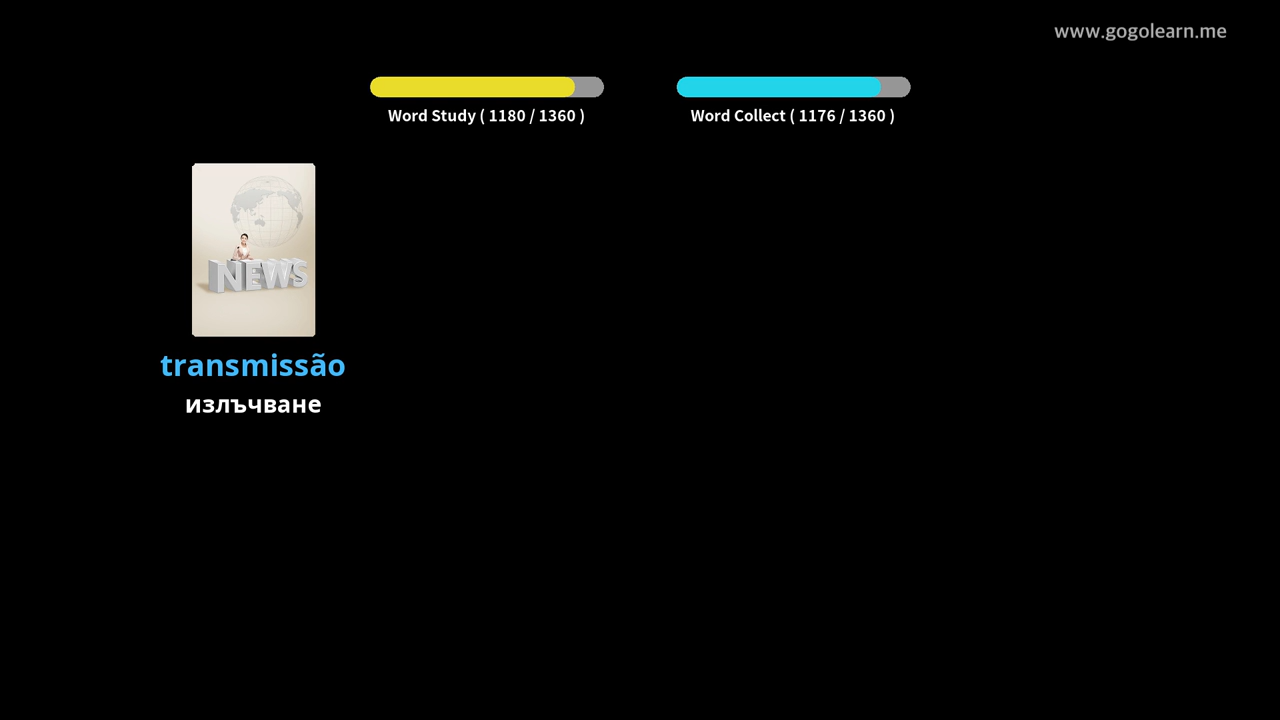 www.gogolearn.me
Word Study ( 1180 / 1360 )
Word Collect ( 1176 / 1360 )
NEWS
transmissão
излъчване